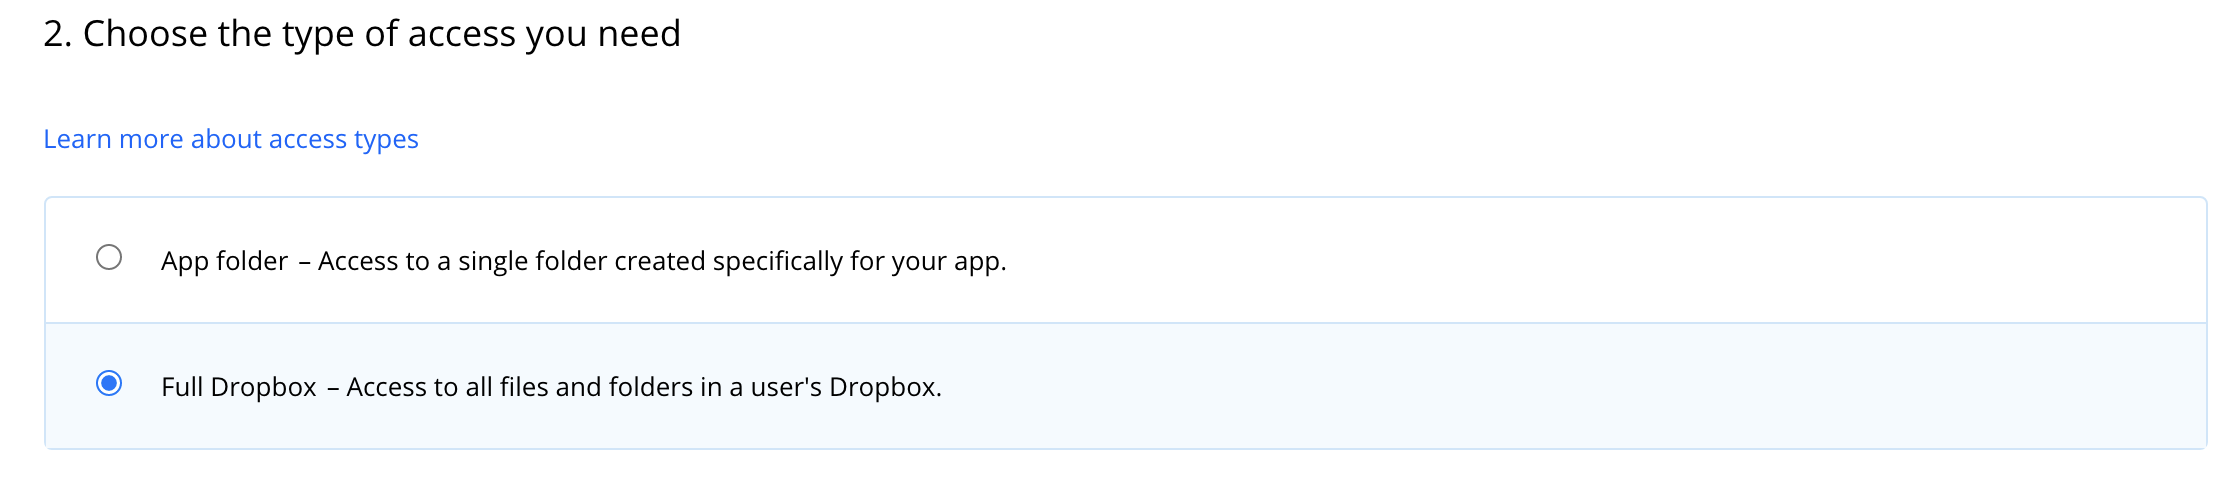 2. Choose the type of access you need
Learn more about access types
App folder – Access to a single folder created specifically for your app.
Full Dropbox – Access to all files and folders in a user's Dropbox.